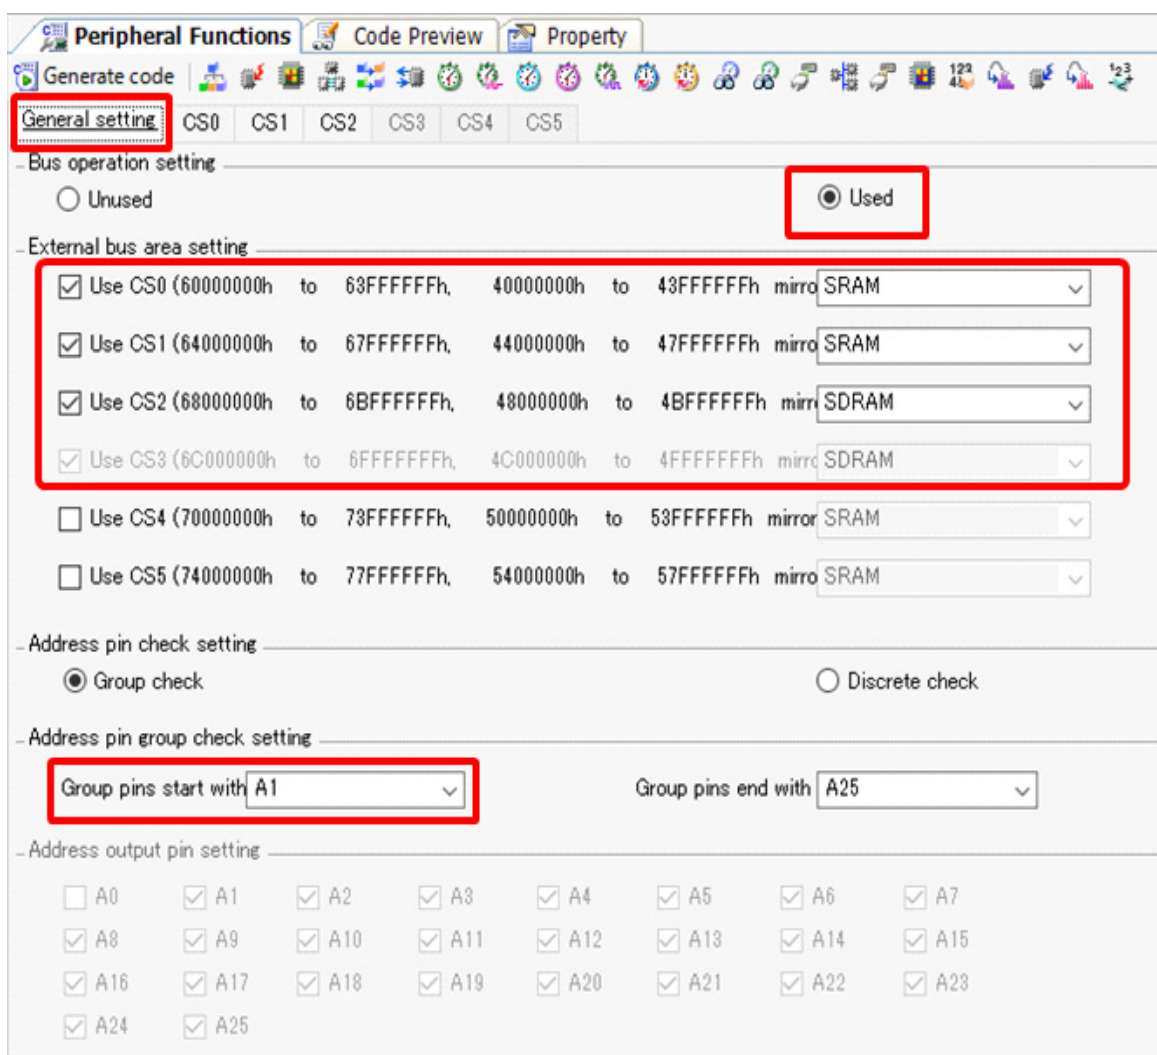 Peripheral Functions Code Preview Property
Generate code
General setting CS0 CS1 CS2 CS3 CS4 CS5
Bus operation setting
Unused Used
External bus area setting
Use CS0 (60000000h to 63FFFFFFh, 40000000h to 43FFFFFFh mirro SRAM
Use CS1 (64000000h to 67FFFFFFh, 44000000h to 47FFFFFFh mirro SRAM
Use CS2 (68000000h to 6BFFFFFFh, 48000000h to 4BFFFFFFh mirr SDRAM
Use CS3 (6C000000h to 6FFFFFFFh, 4C000000h to 4FFFFFFFh mirro SDRAM
Use CS4 (70000000h to 73FFFFFFh, 50000000h to 53FFFFFFh mirror SRAM
Use CS5 (74000000h to 77FFFFFFh, 54000000h to 57FFFFFFh mirro SRAM
Address pin check setting
Group check Discrete check
Address pin group check setting
Group pins start with A1 Group pins end with A25
Address output pin setting
A0 A1 A2 A3 A4 A5 A6 A7
A8 A9 A10 A11 A12 A13 A14 A15
A16 A17 A18 A19 A20 A21 A22 A23
A24 A25